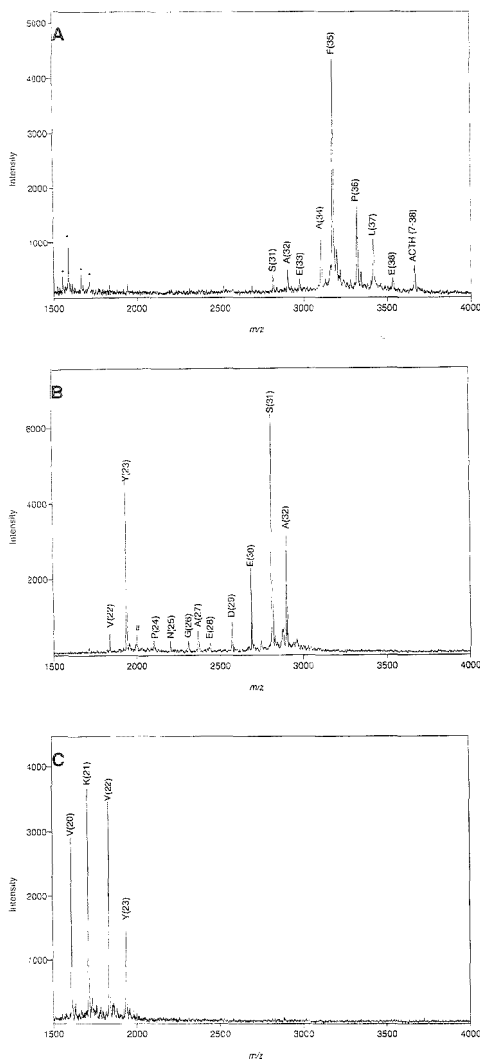 A
5000
4000
3000
2000
1000
Intensity
F(35)
P(36)
A(34)
L(37)
ACTH (7-38)
S(31)
A(32)
E(33)
E(38)
1500 2000 2500 3000 3500 4000
m/z
B
6000
4000
2000
Intensity
S(31)
Y(23)
A(32)
E(30)
D(29)
V(22)
#
P(24)
N(25)
G(26)
A(27)
E(28)
1500 2000 2500 3000 3500 4000
m/z
C
4000
3000
2000
1000
Intensity
V(20)
K(21)
V(22)
Y(23)
1500 2000 2500 3000 3500 4000
m/z